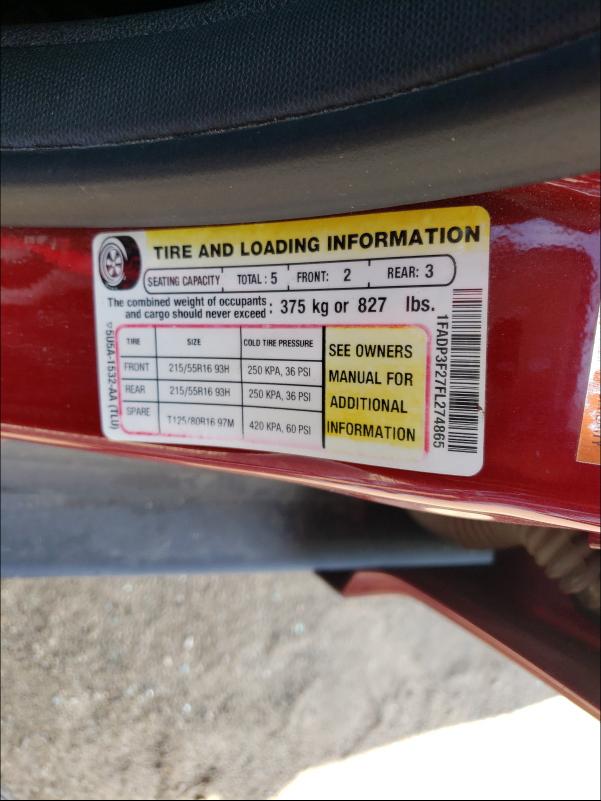 TIRE AND LOADING INFORMATION
SEATING CAPACITY TOTAL : 5 FRONT: 2 REAR: 3
The combined weight of occupants
and cargo should never exceed : 375 kg or 827 lbs.
TIRE SIZE COLD TIRE PRESSURE
FRONT 215/55R16 93H 250 KPA, 36 PSI
REAR 215/55R16 93H 250 KPA, 36 PSI
SPARE T125/80R16 97M 420 KPA, 60 PSI
SEE OWNERS
MANUAL FOR
ADDITIONAL
INFORMATION
5U5A-1532-AA (TLU)
1FADP3F27FL274865